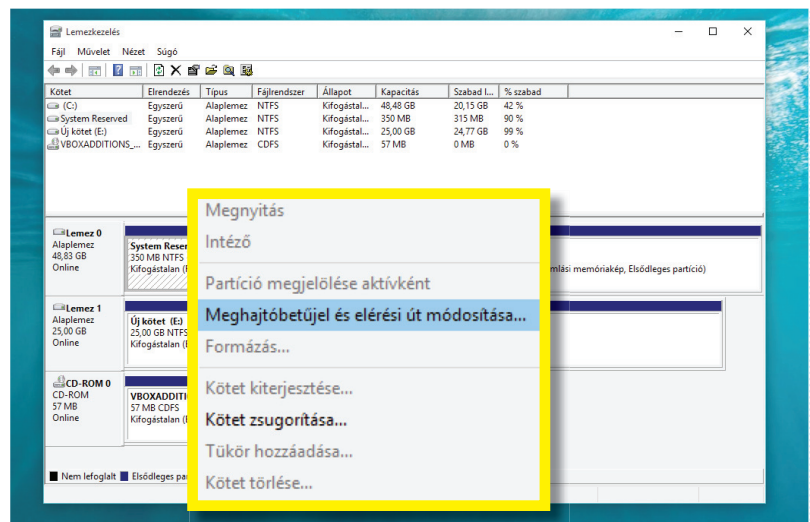 Lemezkezelés
Fájl Művelet Nézet Súgó
Kötet Elrendezés Típus Fájlrendszer Állapot Kapacitás Szabad l... % szabad
(C:) Egyszerű Alaplemez NTFS Kifogástal... 48,48 GB 20,15 GB 42 %
System Reserved Egyszerű Alaplemez NTFS Kifogástal... 350 MB 315 MB 90 %
Új kötet (E:) Egyszerű Alaplemez NTFS Kifogástal... 25,00 GB 24,77 GB 99 %
VBOXADDITIONS_... Egyszerű Alaplemez CDFS Kifogástal... 57 MB 0 MB 0 %
Megnyitás
Intéző
Partíció megjelölése aktívként
Meghajtóbetűjel és elérési út módosítása...
Formázás...
Kötet kiterjesztése...
Kötet zsugorítása...
Tükör hozzáadása...
Kötet törlése...
Lemez 0
Alaplemez
48,83 GB
Online
System Reser
350 MB NTFS
Kifogástalan (
mlási memóriakép, Elsődleges partíció)
Lemez 1
Alaplemez
25,00 GB
Online
Új kötet (E:)
25,00 GB NTFS
Kifogástalan (
CD-ROM 0
CD-ROM
57 MB
Online
VBOXADDITI
57 MB CDFS
Kifogástalan (
Nem lefoglalt Elsődleges pa